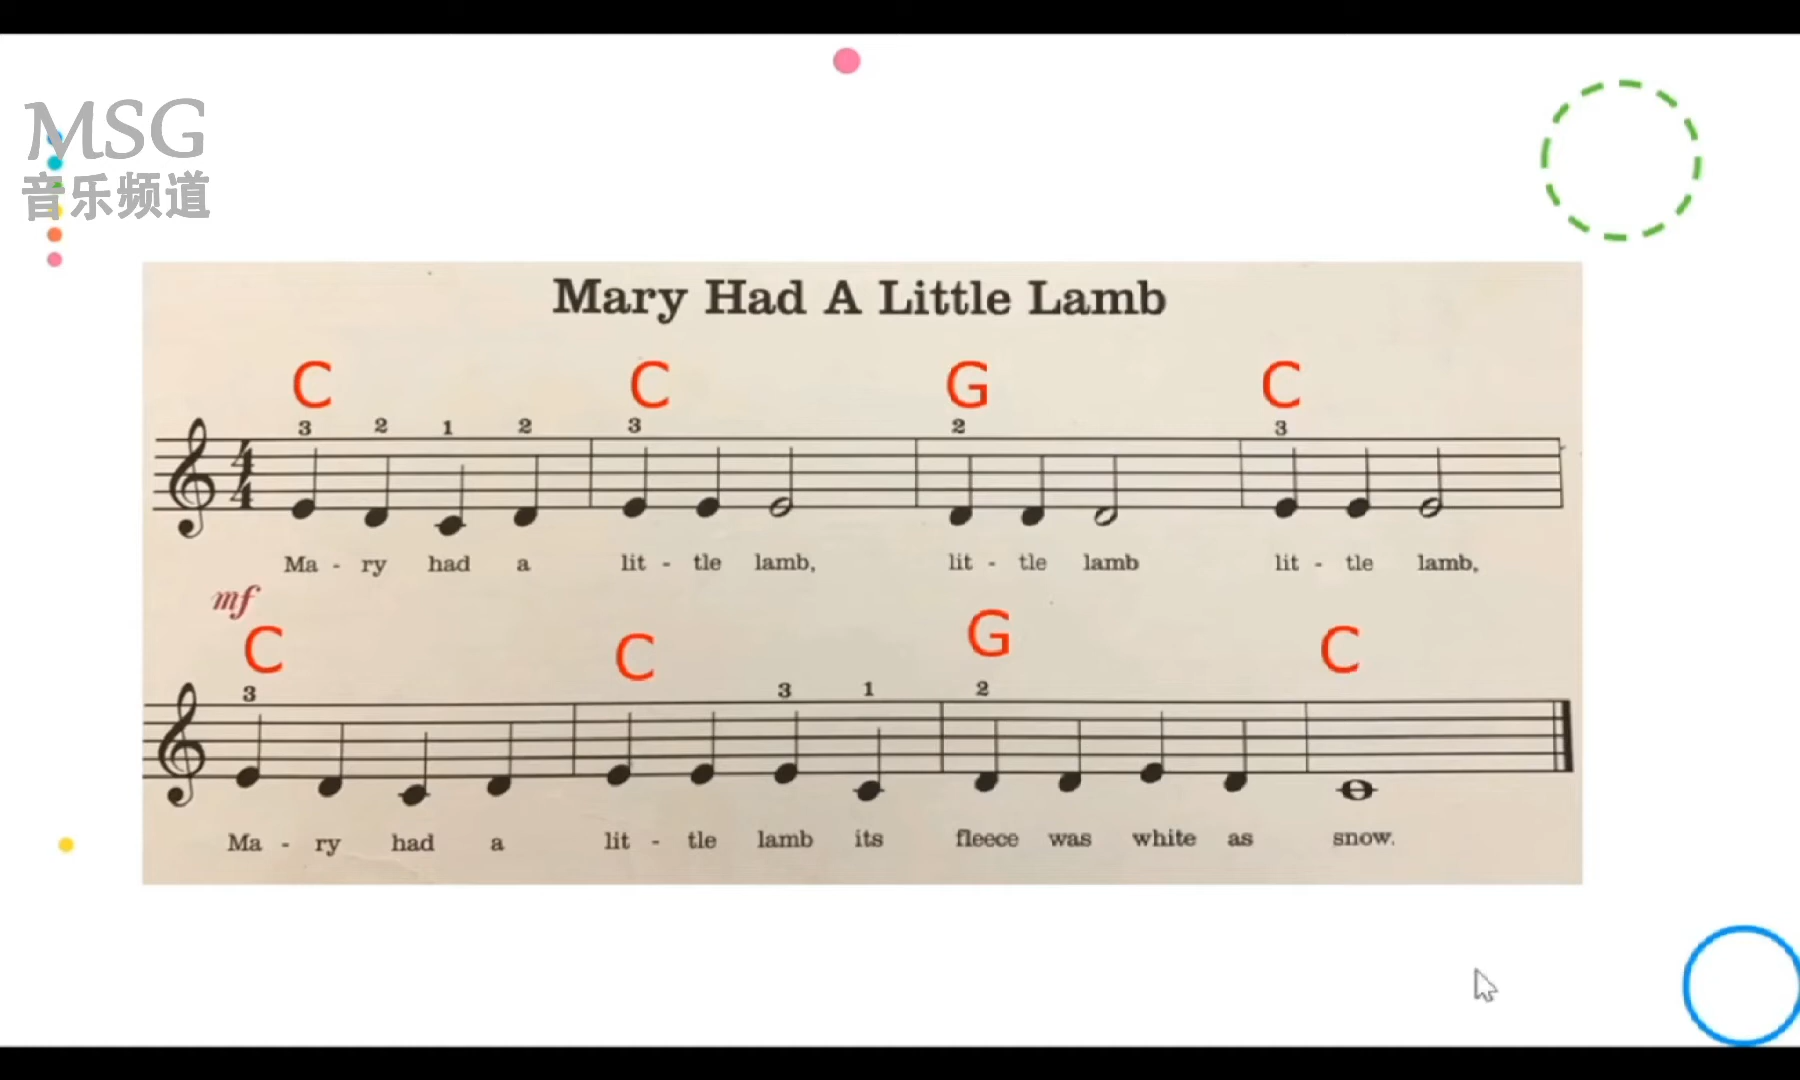 MSG
音乐频道
Mary Had A Little Lamb
C C G C
3 2 1 2 3 2 3
4
4
Ma - ry had a lit - tle lamb, lit - tle lamb lit - tle lamb,
mf
C C G C
3 3 1 2
Ma - ry had a lit - tle lamb its fleece was white as snow.